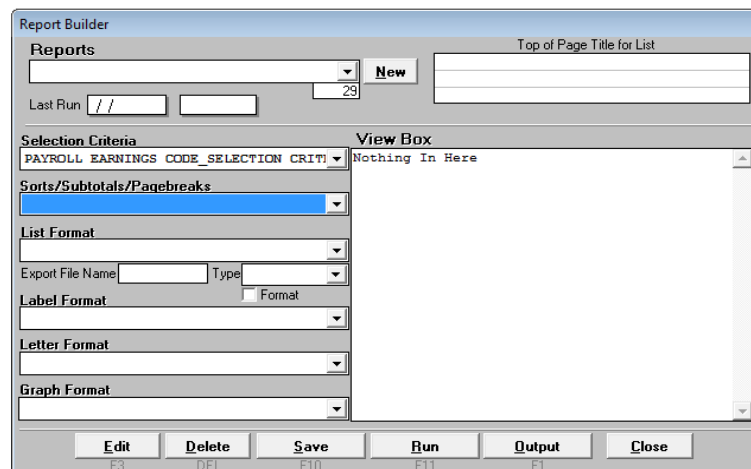 Report Builder
Reports
Top of Page Title for List
New
29
Last Run / /
Selection Criteria
View Box
PAYROLL EARNINGS CODE_SELECTION CRIT
Nothing In Here
Sorts/Subtotals/Pagebreaks
List Format
Export File Name Type
Format
Label Format
Letter Format
Graph Format
Edit Delete Save Run Output Close
F3 DEL F10 F11 F1